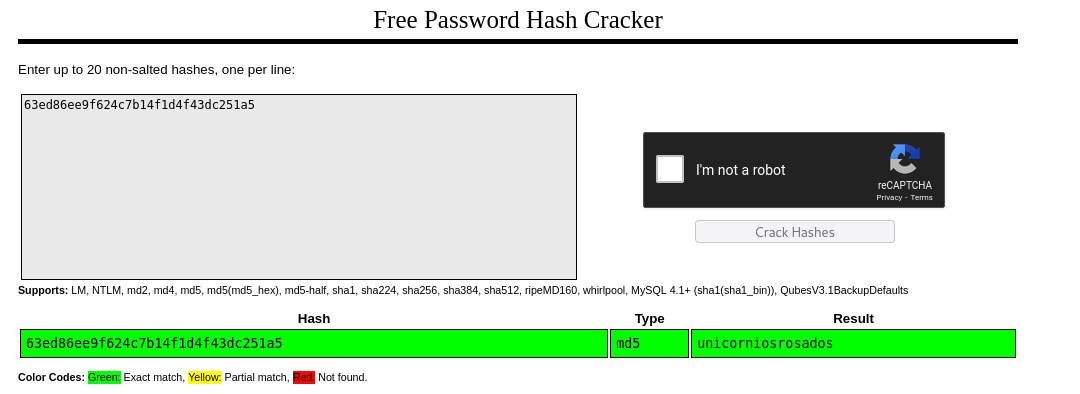 Free Password Hash Cracker
Enter up to 20 non-salted hashes, one per line:
63ed86ee9f624c7b14f1d4f43dc251a5
I'm not a robot
reCAPTCHA
Privacy - Terms
Crack Hashes
Supports: LM, NTLM, md2, md4, md5, md5(md5_hex), md5-half, sha1, sha224, sha256, sha384, sha512, ripeMD160, whirlpool, MySQL 4.1+ (sha1(sha1_bin)), QubesV3.1BackupDefaults
Hash Type Result
63ed86ee9f624c7b14f1d4f43dc251a5 md5 unicorniosrosados
Color Codes: Green: Exact match, Yellow: Partial match, Red: Not found.